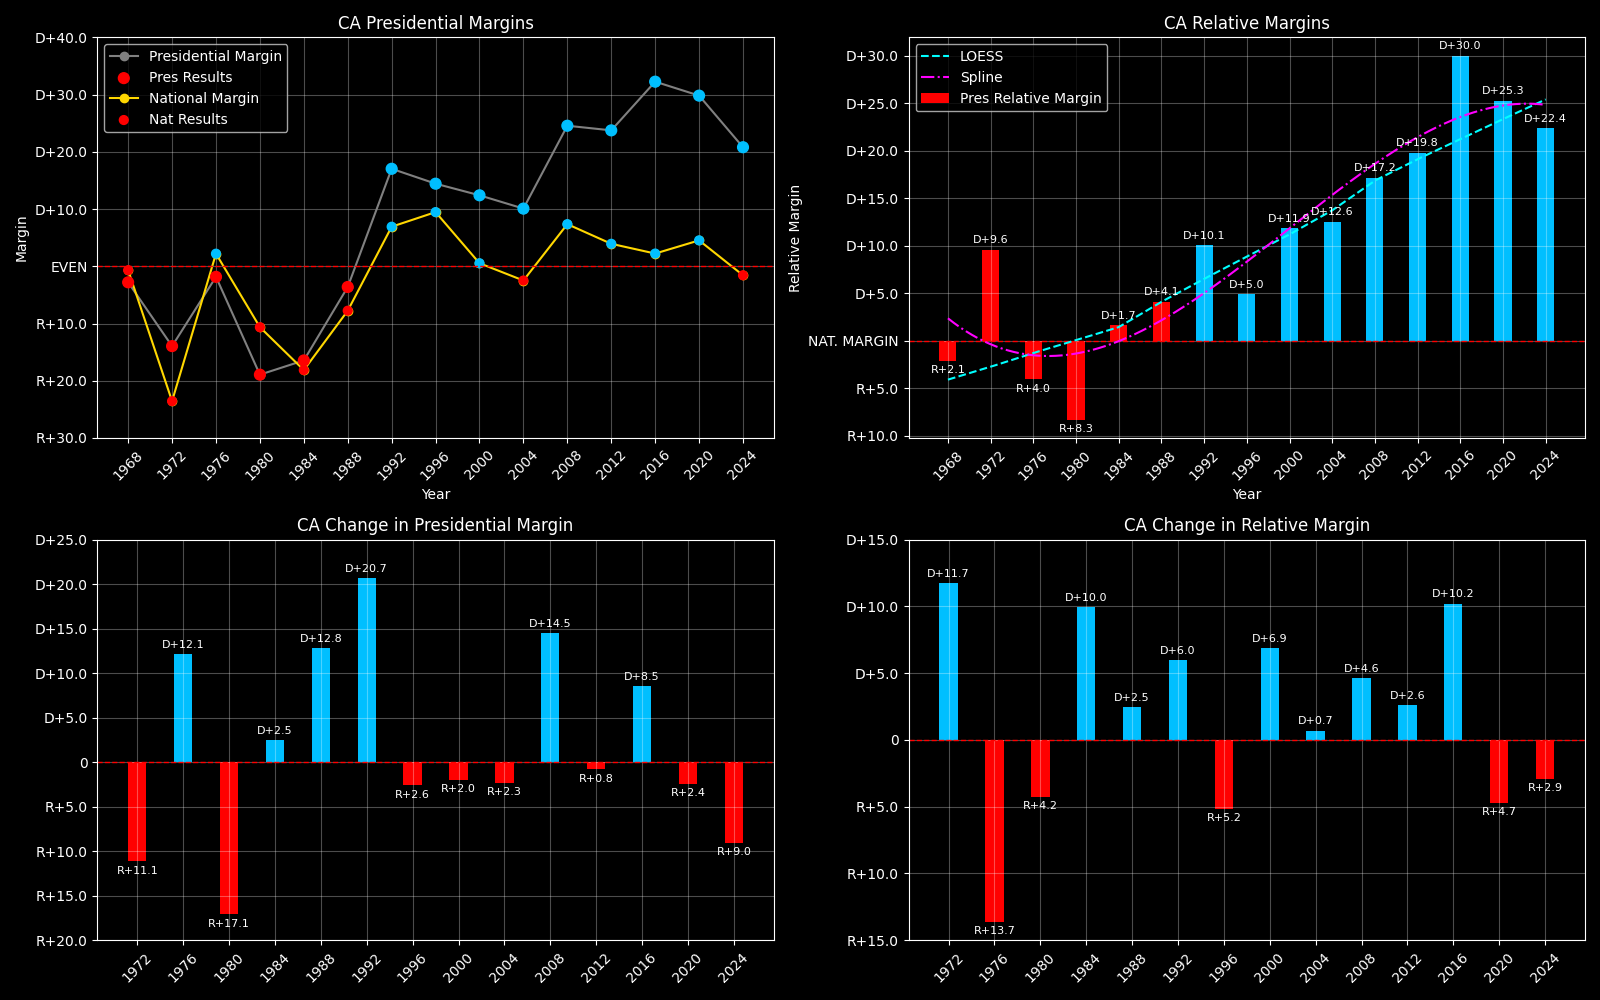 CA Presidential Margins
D+40.0
D+30.0
D+20.0
D+10.0
EVEN
R+10.0
R+20.0
R+30.0
Margin
Presidential Margin
Pres Results
National Margin
Nat Results
1968
1972
1976
1980
1984
1988
1992
1996
2000
2004
2008
2012
2016
2020
2024
Year
CA Relative Margins
D+30.0
D+25.0
D+20.0
D+15.0
D+10.0
D+5.0
NAT. MARGIN
R+5.0
R+10.0
Relative Margin
LOESS
Spline
Pres Relative Margin
R+2.1
D+9.6
R+4.0
R+8.3
D+1.7
D+4.1
D+10.1
D+5.0
D+11.9
D+12.6
D+17.2
D+19.8
D+30.0
D+25.3
D+22.4
1968
1972
1976
1980
1984
1988
1992
1996
2000
2004
2008
2012
2016
2020
2024
Year
CA Change in Presidential Margin
D+25.0
D+20.0
D+15.0
D+10.0
D+5.0
0
R+5.0
R+10.0
R+15.0
R+20.0
R+11.1
D+12.1
R+17.1
D+2.5
D+12.8
D+20.7
R+2.6
R+2.0
R+2.3
D+14.5
R+0.8
D+8.5
R+2.4
R+9.0
1972
1976
1980
1984
1988
1992
1996
2000
2004
2008
2012
2016
2020
2024
CA Change in Relative Margin
D+15.0
D+10.0
D+5.0
0
R+5.0
R+10.0
R+15.0
D+11.7
R+13.7
R+4.2
D+10.0
D+2.5
D+6.0
R+5.2
D+6.9
D+0.7
D+4.6
D+2.6
D+10.2
R+4.7
R+2.9
1972
1976
1980
1984
1988
1992
1996
2000
2004
2008
2012
2016
2020
2024